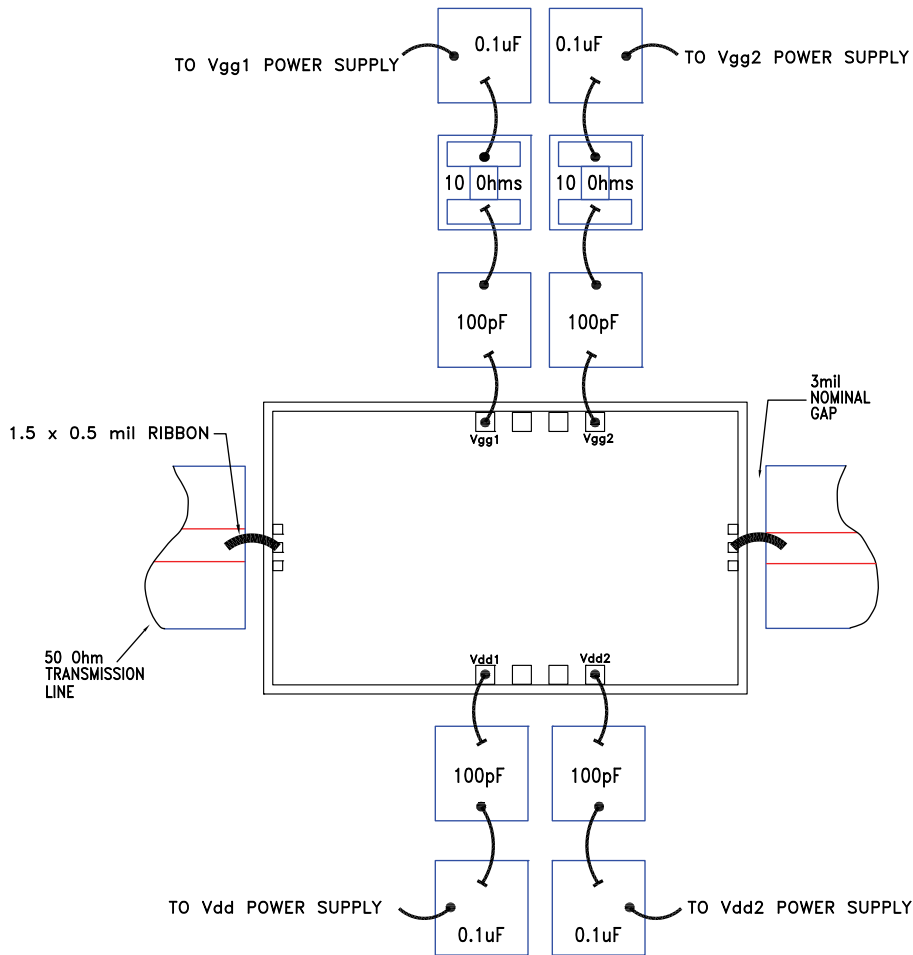 0.1uF
0.1uF
TO Vgg1 POWER SUPPLY
TO Vgg2 POWER SUPPLY
10 Ohms
10 Ohms
100pF
100pF
3mil
NOMINAL
GAP
1.5 x 0.5 mil RIBBON
Vgg1
Vgg2
50 Ohm
TRANSMISSION
LINE
Vdd1
Vdd2
100pF
100pF
TO Vdd POWER SUPPLY
TO Vdd2 POWER SUPPLY
0.1uF
0.1uF